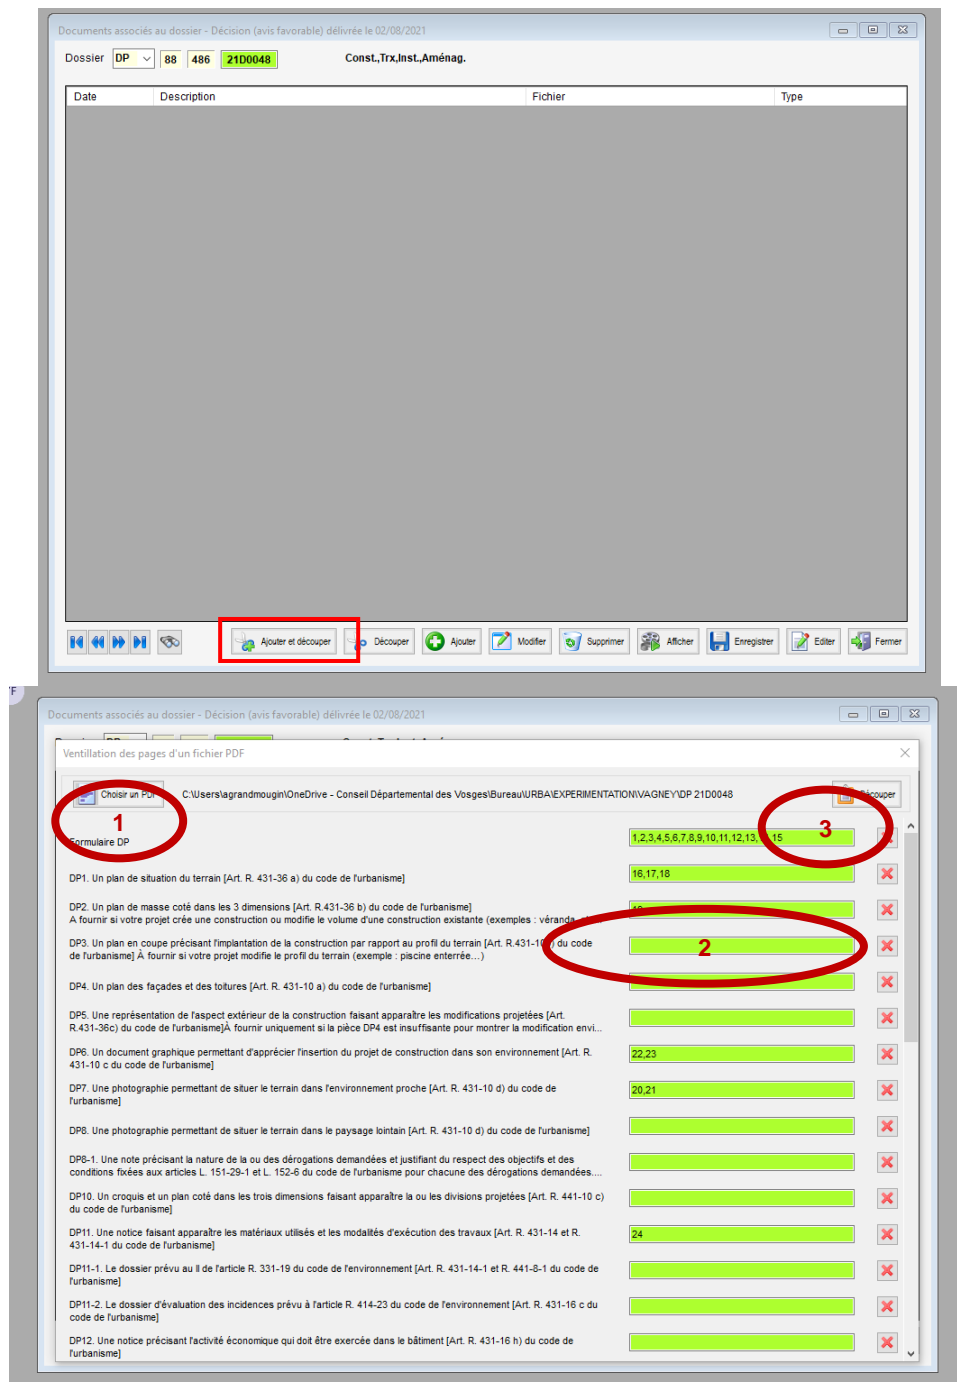 Documents associés au dossier - Décision (avis favorable) délivrée le 02/08/2021
Dossier DP 88 486 21D0048 Const.,Trx,Inst.,Aménag.
Date Description Fichier Type
Ajouter et découper Découper Ajouter Modifier Supprimer Afficher Enregistrer Editer Fermer
Documents associés au dossier - Décision (avis favorable) délivrée le 02/08/2021
Ventillation des pages d'un fichier PDF
Choisir un PDF C:\Users\agrandmougin\OneDrive - Conseil Départemental des Vosges\Bureau\URBA\EXPERIMENTATION\VAGNEY\DP 21D0048 Découper
1
3
Formulaire DP 1,2,3,4,5,6,7,8,9,10,11,12,13, 15
DP1. Un plan de situation du terrain [Art. R. 431-36 a) du code de l'urbanisme] 16,17,18
DP2. Un plan de masse coté dans les 3 dimensions [Art. R.431-36 b) du code de l'urbanisme]
A fournir si votre projet crée une construction ou modifie le volume d'une construction existante (exemples : véranda,
DP3. Un plan en coupe précisant l'implantation de la construction par rapport au profil du terrain [Art. R.431-10 ) du code
de l'urbanisme] À fournir si votre projet modifie le profil du terrain (exemple : piscine enterrée...)
2
DP4. Un plan des façades et des toitures [Art. R. 431-10 a) du code de l'urbanisme]
DP5. Une représentation de l'aspect extérieur de la construction faisant apparaître les modifications projetées [Art.
R.431-36c) du code de l'urbanisme]À fournir uniquement si la pièce DP4 est insuffisante pour montrer la modification envi...
DP6. Un document graphique permettant d'apprécier l'insertion du projet de construction dans son environnement [Art. R.
431-10 c du code de l'urbanisme] 22,23
DP7. Une photographie permettant de situer le terrain dans l'environnement proche [Art. R. 431-10 d) du code de
l'urbanisme] 20,21
DP8. Une photographie permettant de situer le terrain dans le paysage lointain [Art. R. 431-10 d) du code de l'urbanisme]
DP8-1. Une note précisant la nature de la ou des dérogations demandées et justifiant du respect des objectifs et des
conditions fixées aux articles L. 151-29-1 et L. 152-6 du code de l'urbanisme pour chacune des dérogations demandées....
DP10. Un croquis et un plan coté dans les trois dimensions faisant apparaître la ou les divisions projetées [Art. R. 441-10 c)
du code de l'urbanisme]
DP11. Une notice faisant apparaître les matériaux utilisés et les modalités d'exécution des travaux [Art. R. 431-14 et R.
431-14-1 du code de l'urbanisme] 24
DP11-1. Le dossier prévu au II de l'article R. 331-19 du code de l'environnement [Art. R. 431-14-1 et R. 441-8-1 du code de
l'urbanisme]
DP11-2. Le dossier d'évaluation des incidences prévu à l'article R. 414-23 du code de l'environnement [Art. R. 431-16 c du
code de l'urbanisme]
DP12. Une notice précisant l'activité économique qui doit être exercée dans le bâtiment [Art. R. 431-16 h) du code de
l'urbanisme]